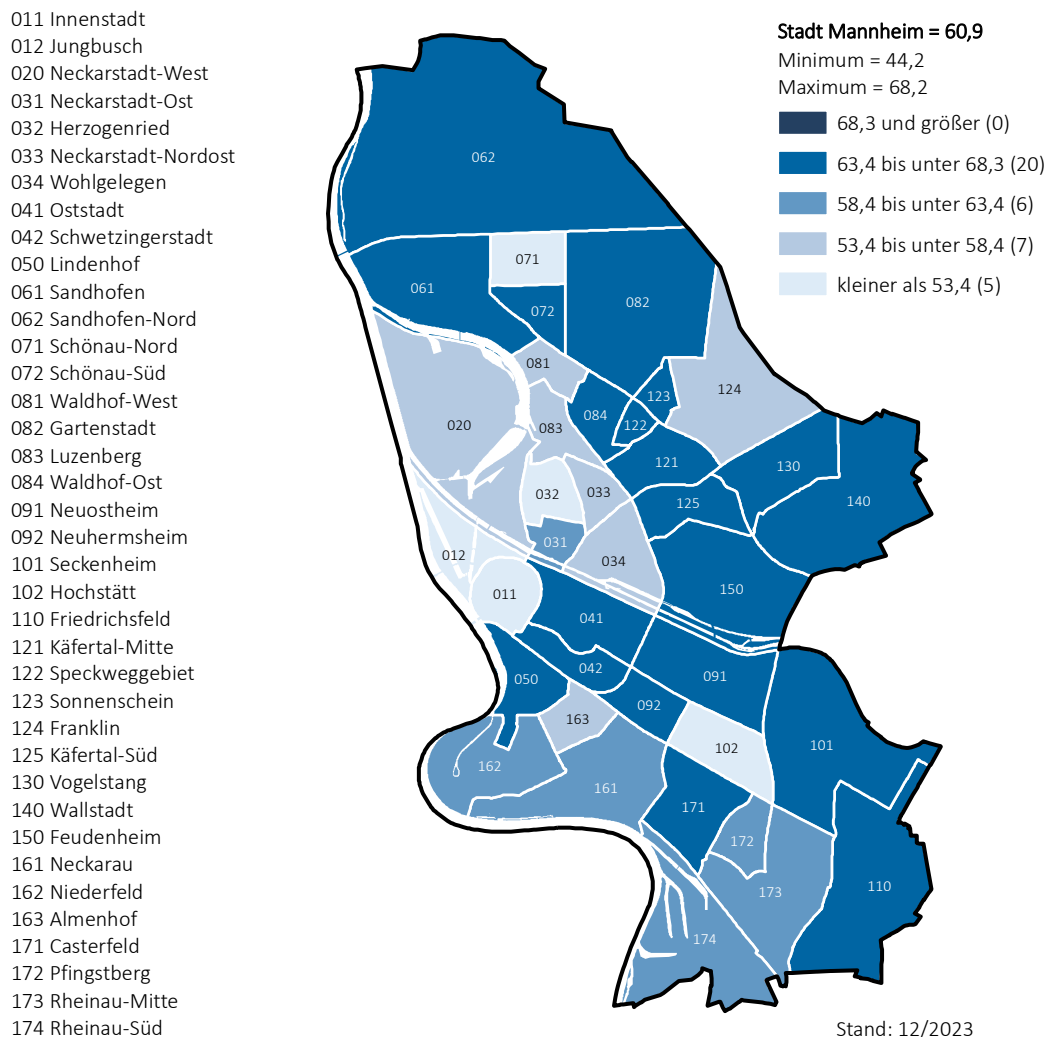 011 Innenstadt
012 Jungbusch
020 Neckarstadt-West
031 Neckarstadt-Ost
032 Herzogenried
033 Neckarstadt-Nordost
034 Wohlgelegen
041 Oststadt
042 Schwetzingerstadt
050 Lindenhof
061 Sandhofen
062 Sandhofen-Nord
071 Schönau-Nord
072 Schönau-Süd
081 Waldhof-West
082 Gartenstadt
083 Luzenberg
084 Waldhof-Ost
091 Neuostheim
092 Neuhermsheim
101 Seckenheim
102 Hochstätt
110 Friedrichsfeld
121 Käfertal-Mitte
122 Speckweggebiet
123 Sonnenschein
124 Franklin
125 Käfertal-Süd
130 Vogelstang
140 Wallstadt
150 Feudenheim
161 Neckarau
162 Niederfeld
163 Almenhof
171 Casterfeld
172 Pfingstberg
173 Rheinau-Mitte
174 Rheinau-Süd
Stadt Mannheim = 60,9
Minimum = 44,2
Maximum = 68,2
68,3 und größer (0)
63,4 bis unter 68,3 (20)
58,4 bis unter 63,4 (6)
53,4 bis unter 58,4 (7)
kleiner als 53,4 (5)
062
071
061
072
082
081
124
123
084
122
020
083
121
130
032
033
125
140
031
012
034
150
011
041
042
050
091
092
163
102
101
162
161
171
172
173
110
174
Stand: 12/2023